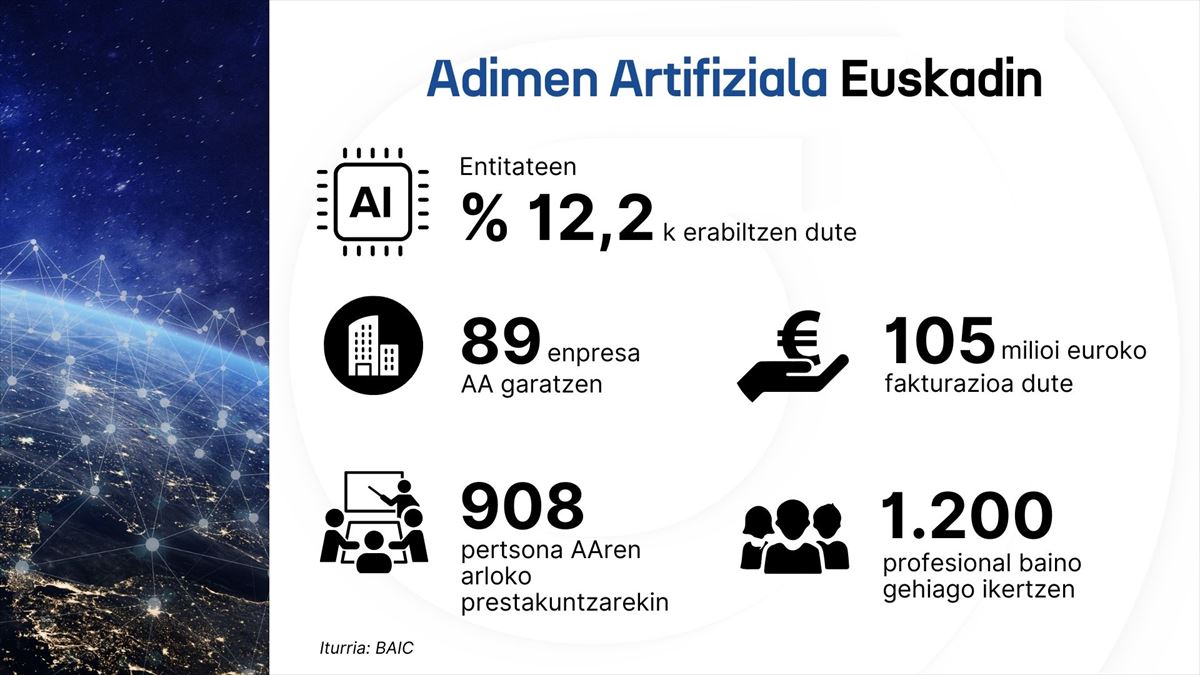 Adimen Artifiziala Euskadin
AI
Entitateen
% 12,2 k erabiltzen dute
89 enpresa
AA garatzen
105 milioi euroko
fakturazioa dute
908
pertsona AAren
arloko
prestakuntzarekin
1.200
profesional baino
gehiago ikertzen
Iturria: BAIC